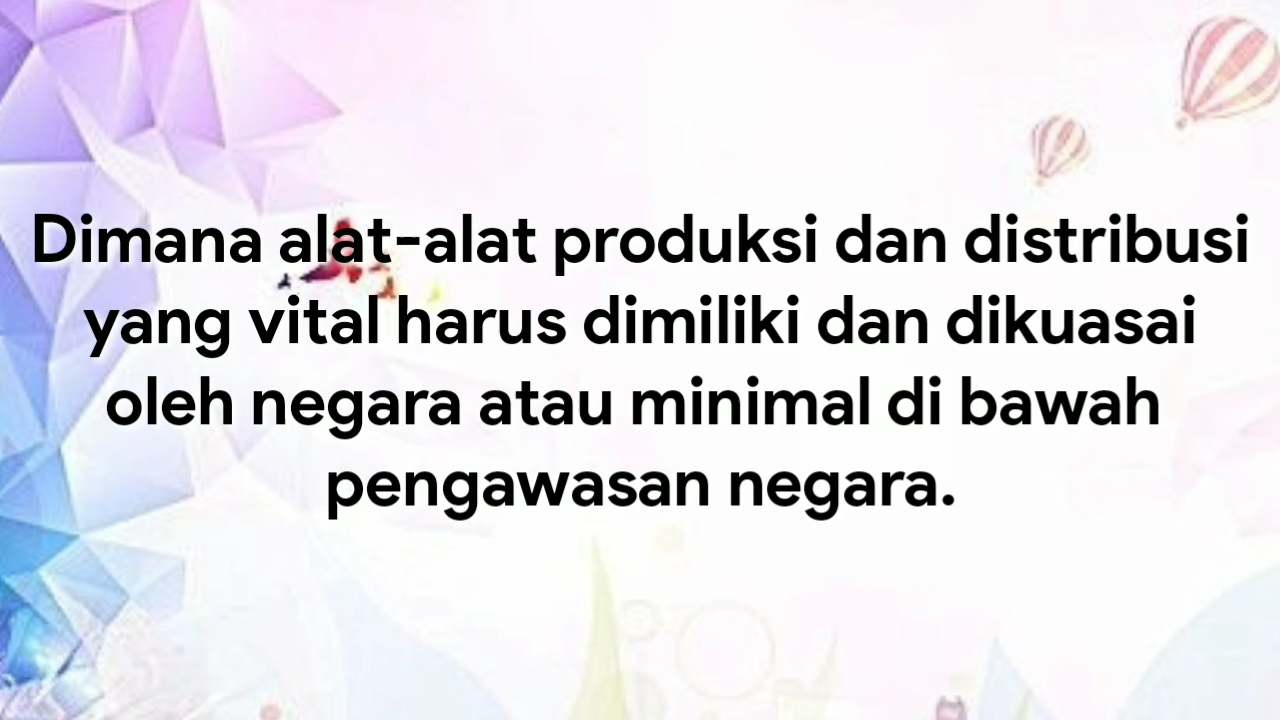 Dimana alat-alat produksi dan distribusi
yang vital harus dimiliki dan dikuasai
oleh negara atau minimal di bawah
pengawasan negara.